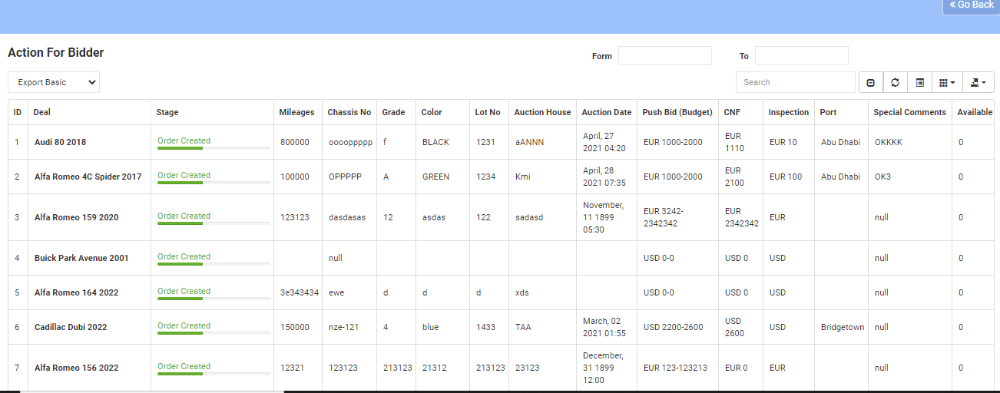 « Go Back
Action For Bidder
Form
To
Export Basic
Search
ID Deal Stage Mileages Chassis No Grade Color Lot No Auction House Auction Date Push Bid (Budget) CNF Inspection Port Special Comments Available
1 Audi 80 2018 Order Created 800000 oooopppp f BLACK 1231 aANNN April, 27 2021 04:20 EUR 1000-2000 EUR 1110 EUR 10 Abu Dhabi OKKKK 0
2 Alfa Romeo 4C Spider 2017 Order Created 100000 OPPPPP A GREEN 1234 Kmi April, 28 2021 07:35 EUR 1000-2000 EUR 2100 EUR 100 Abu Dhabi OK3 0
3 Alfa Romeo 159 2020 Order Created 123123 dasdasas 12 asdas 122 sadasd November, 11 1899 05:30 EUR 3242-2342342 EUR 2342342 EUR null 0
4 Buick Park Avenue 2001 Order Created null USD 0-0 USD 0 USD null 0
5 Alfa Romeo 164 2022 Order Created 3e343434 ewe d d d xds USD 0-0 USD 0 USD null 0
6 Cadillac Dubi 2022 Order Created 150000 nze-121 4 blue 1433 TAA March, 02 2021 01:55 USD 2200-2600 USD 2600 USD Bridgetown null 0
7 Alfa Romeo 156 2022 Order Created 12321 123123 213123 21312 213123 23123 December, 31 1899 12:00 EUR 123-123213 EUR 0 EUR null 0